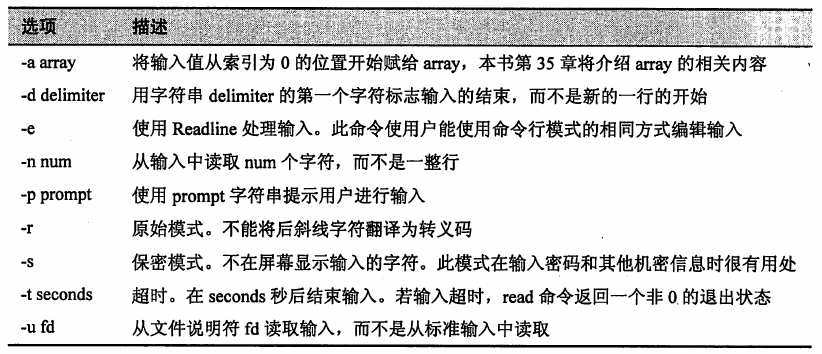 选项 描述
-a array 将输入值从索引为 0 的位置开始赋给 array，本书第 35 章将介绍 array 的相关内容
-d delimiter 用字符串 delimiter 的第一个字符标志输入的结束，而不是新的一行的开始
-e 使用 Readline 处理输入。此命令使用户能使用命令行模式的相同方式编辑输入
-n num 从输入中读取 num 个字符，而不是一整行
-p prompt 使用 prompt 字符串提示用户进行输入
-r 原始模式。不能将后斜线字符翻译为转义码
-s 保密模式。不在屏幕显示输入的字符。此模式在输入密码和其他机密信息时很有用处
-t seconds 超时。在 seconds 秒后结束输入。若输入超时，read 命令返回一个非 0 的退出状态
-u fd 从文件说明符 fd 读取输入，而不是从标准输入中读取